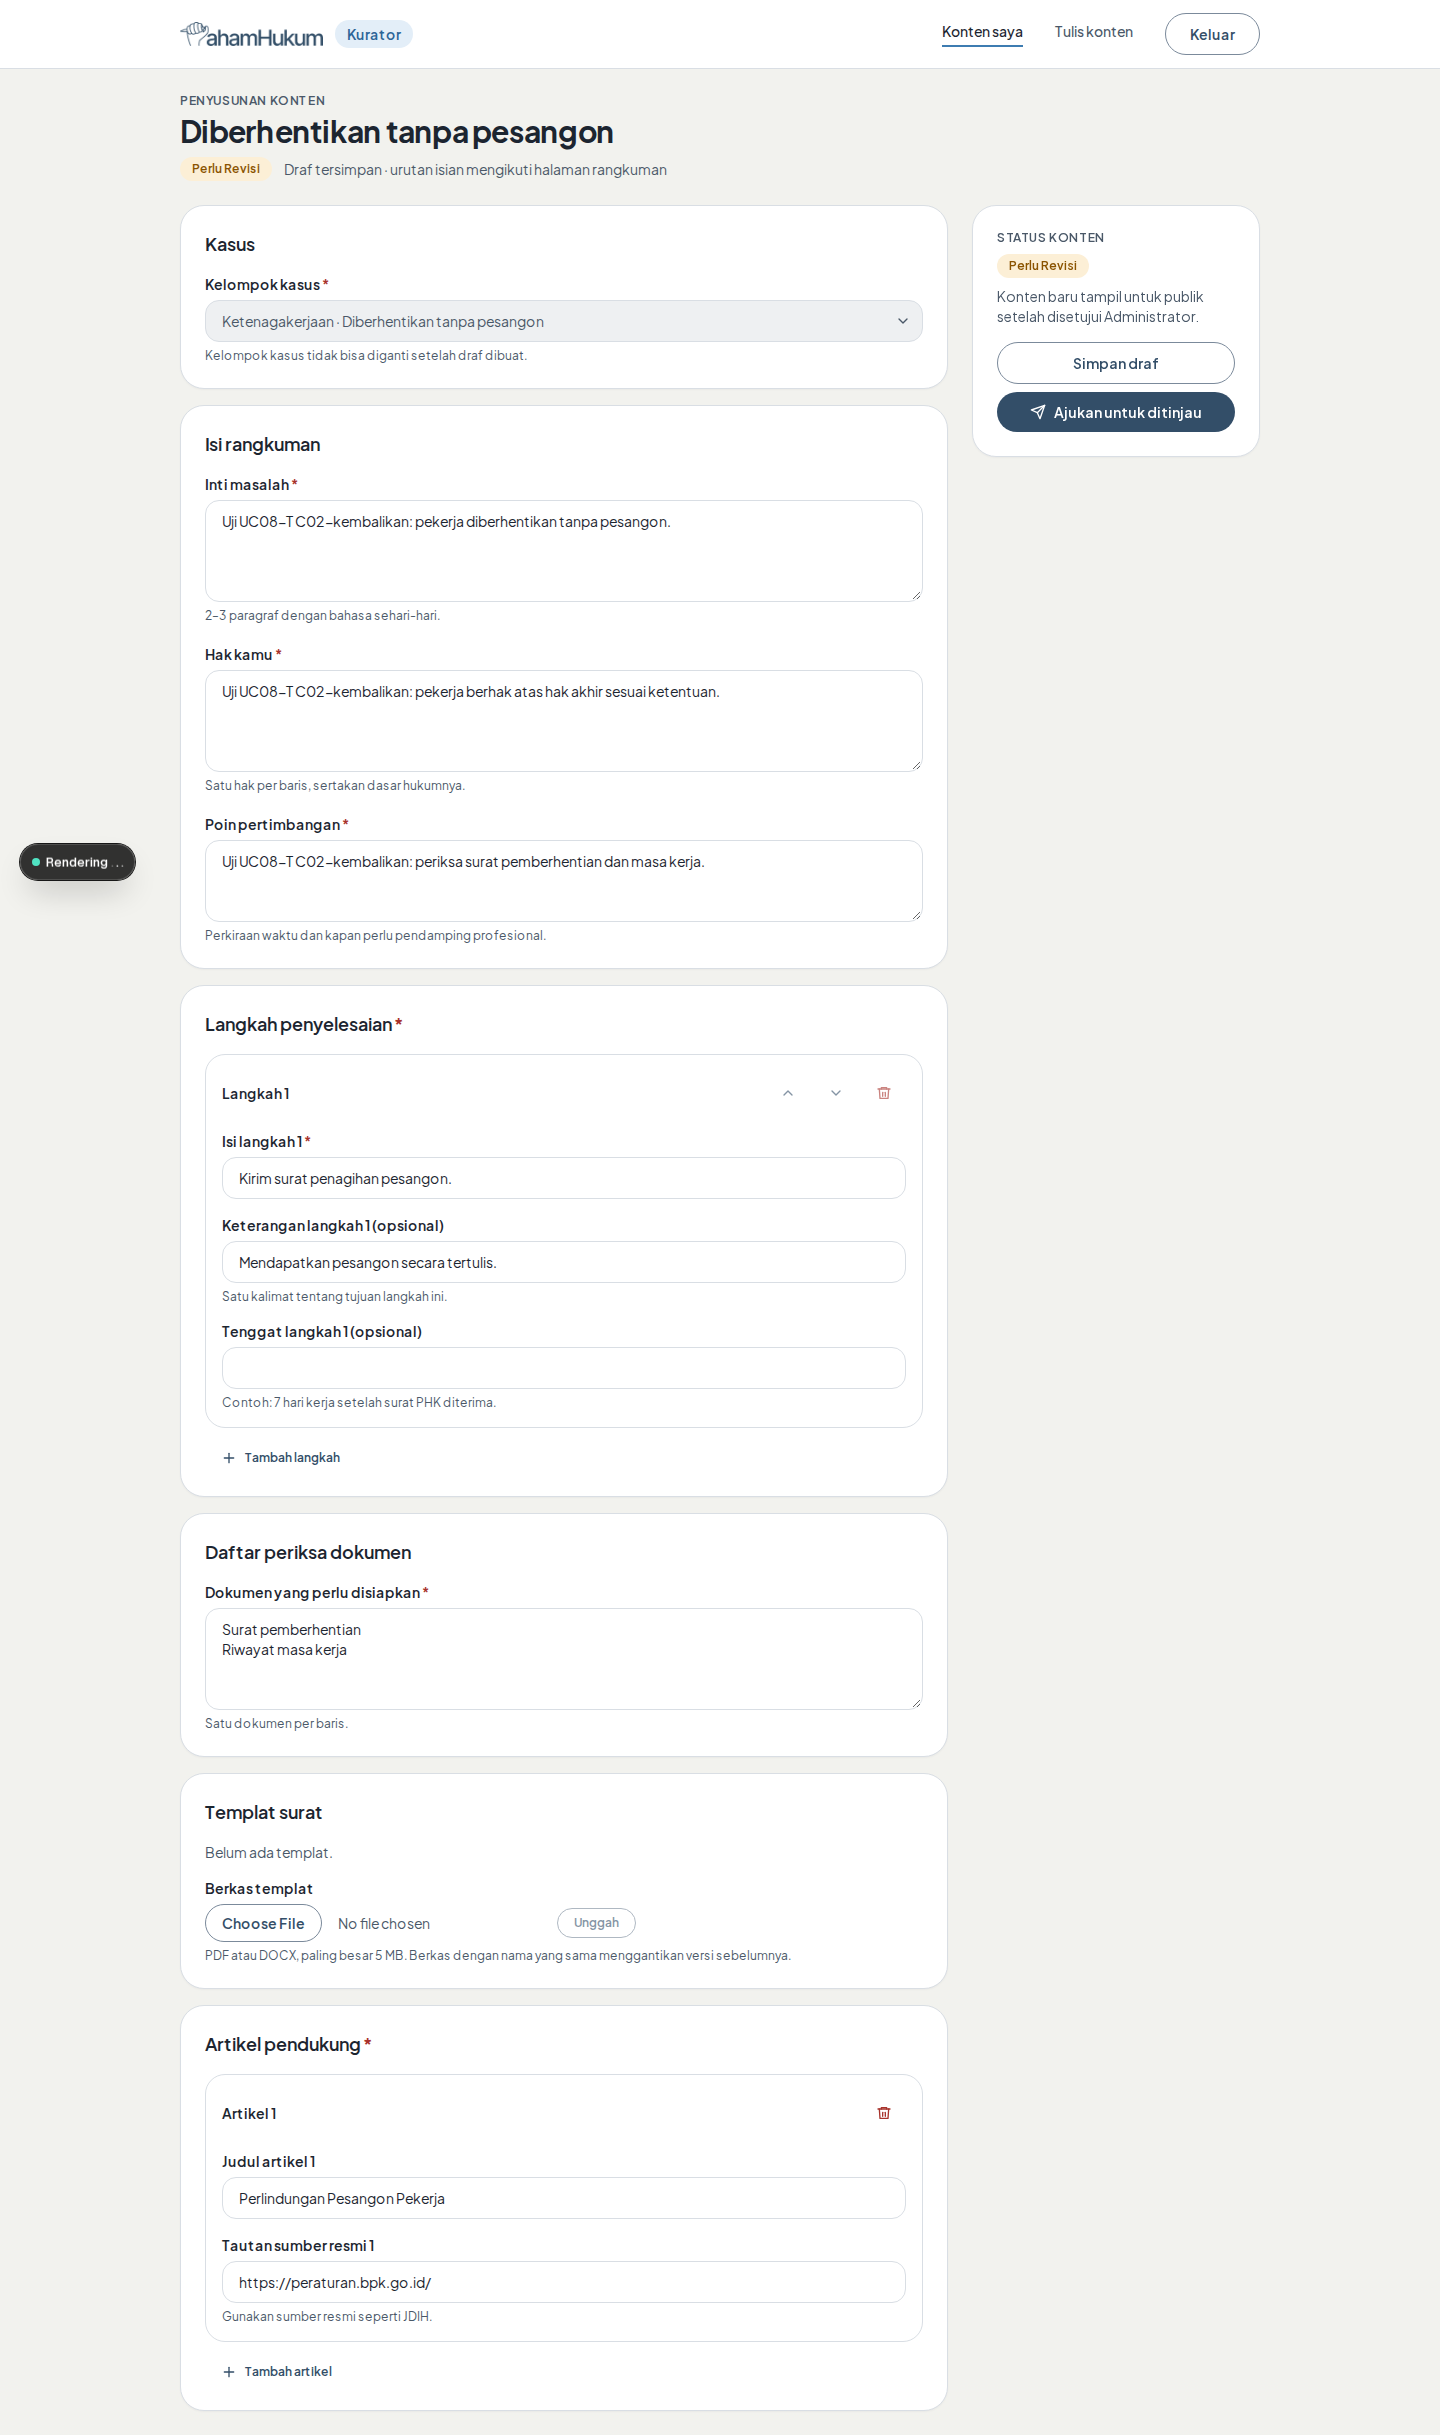 ahamHukum
Kurator
Konten saya
Tulis konten
Keluar
PENYUSUNAN KONTEN
Diberhentikan tanpa pesangon
Perlu Revisi
Draf tersimpan · urutan isian mengikuti halaman rangkuman
Kasus
Kelompok kasus *
Ketenagakerjaan · Diberhentikan tanpa pesangon
Kelompok kasus tidak bisa diganti setelah draf dibuat.
STATUS KONTEN
Perlu Revisi
Konten baru tampil untuk publik
setelah disetujui Administrator.
Simpan draf
Ajukan untuk ditinjau
Isi rangkuman
Inti masalah *
Uji UC08-TC02-kembalikan: pekerja diberhentikan tanpa pesangon.
2-3 paragraf dengan bahasa sehari-hari.
Hak kamu *
Uji UC08-TC02-kembalikan: pekerja berhak atas hak akhir sesuai ketentuan.
Satu hak per baris, sertakan dasar hukumnya.
Poin pertimbangan *
Uji UC08-TC02-kembalikan: periksa surat pemberhentian dan masa kerja.
Perkiraan waktu dan kapan perlu pendamping profesional.
Rendering ...
Langkah penyelesaian *
Langkah 1
Isi langkah 1 *
Kirim surat penagihan pesangon.
Keterangan langkah 1 (opsional)
Mendapatkan pesangon secara tertulis.
Satu kalimat tentang tujuan langkah ini.
Tenggat langkah 1 (opsional)
Contoh: 7 hari kerja setelah surat PHK diterima.
Tambah langkah
Daftar periksa dokumen
Dokumen yang perlu disiapkan *
Surat pemberhentian
Riwayat masa kerja
Satu dokumen per baris.
Templat surat
Belum ada templat.
Berkas templat
Choose File
No file chosen
Unggah
PDF atau DOCX, paling besar 5 MB. Berkas dengan nama yang sama menggantikan versi sebelumnya.
Artikel pendukung *
Artikel 1
Judul artikel 1
Perlindungan Pesangon Pekerja
Tautan sumber resmi 1
https://peraturan.bpk.go.id/
Gunakan sumber resmi seperti JDIH.
Tambah artikel